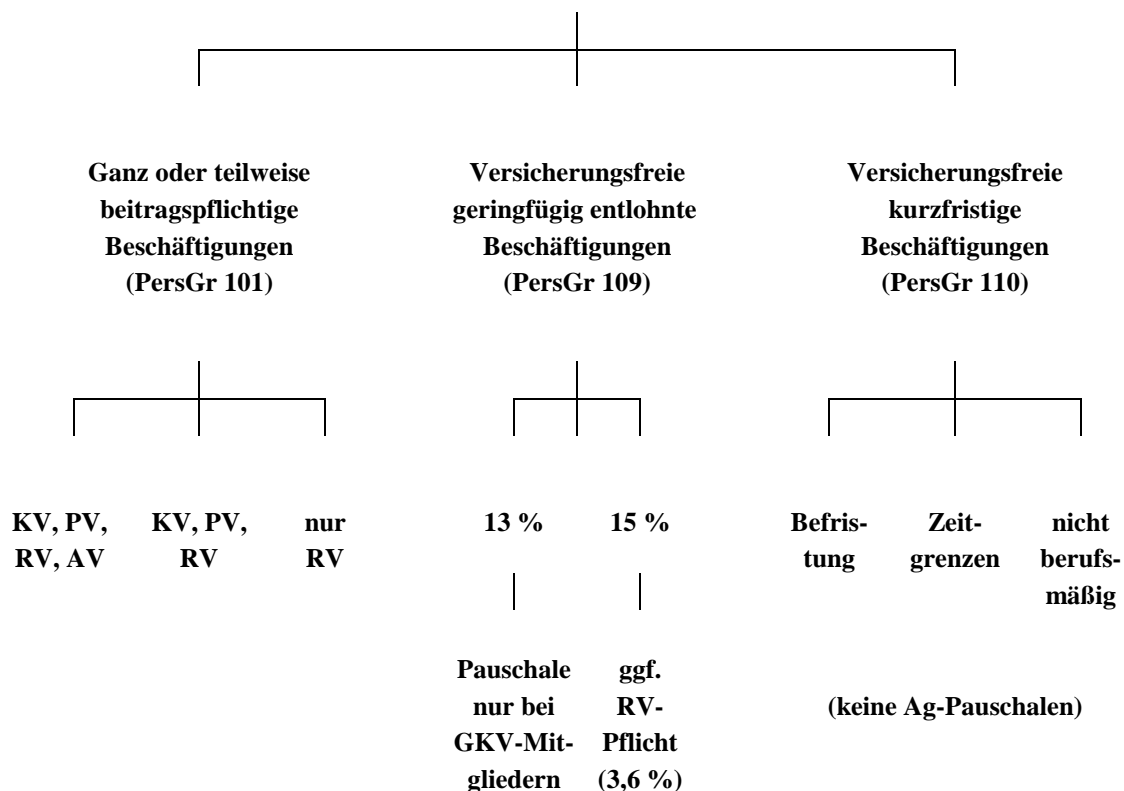 Ganz oder teilweise
beitragspflichtige
Beschäftigungen
(PersGr 101)
Versicherungsfreie
geringfügig entlohnte
Beschäftigungen
(PersGr 109)
Versicherungsfreie
kurzfristige
Beschäftigungen
(PersGr 110)
KV, PV,
RV, AV
KV, PV,
RV
nur
RV
13 %
15 %
Befris-
tung
Zeit-
grenzen
nicht
berufs-
mäßig
Pauschale
nur bei
GKV-Mit-
gliedern
ggf.
RV-
Pflicht
(3,6 %)
(keine Ag-Pauschalen)